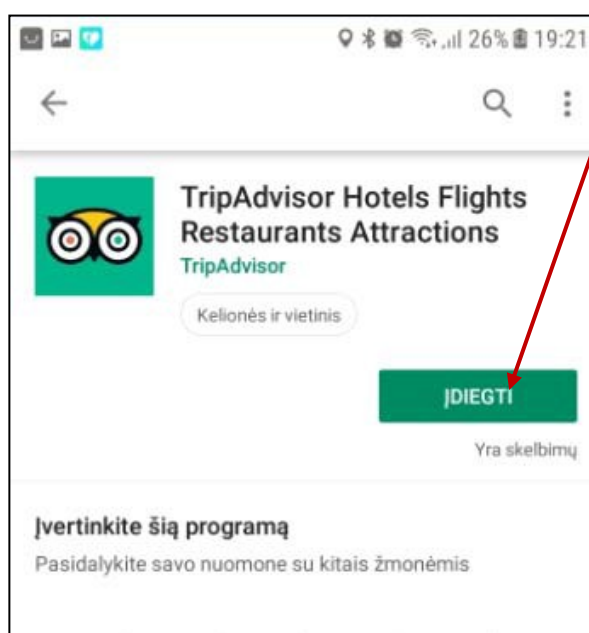 26% 19:21
TripAdvisor Hotels Flights
Restaurants Attractions
TripAdvisor
Kelionės ir vietinis
ĮDIEGTI
Yra skelbimų
Įvertinkite šią programą
Pasidalykite savo nuomone su kitais žmonėmis